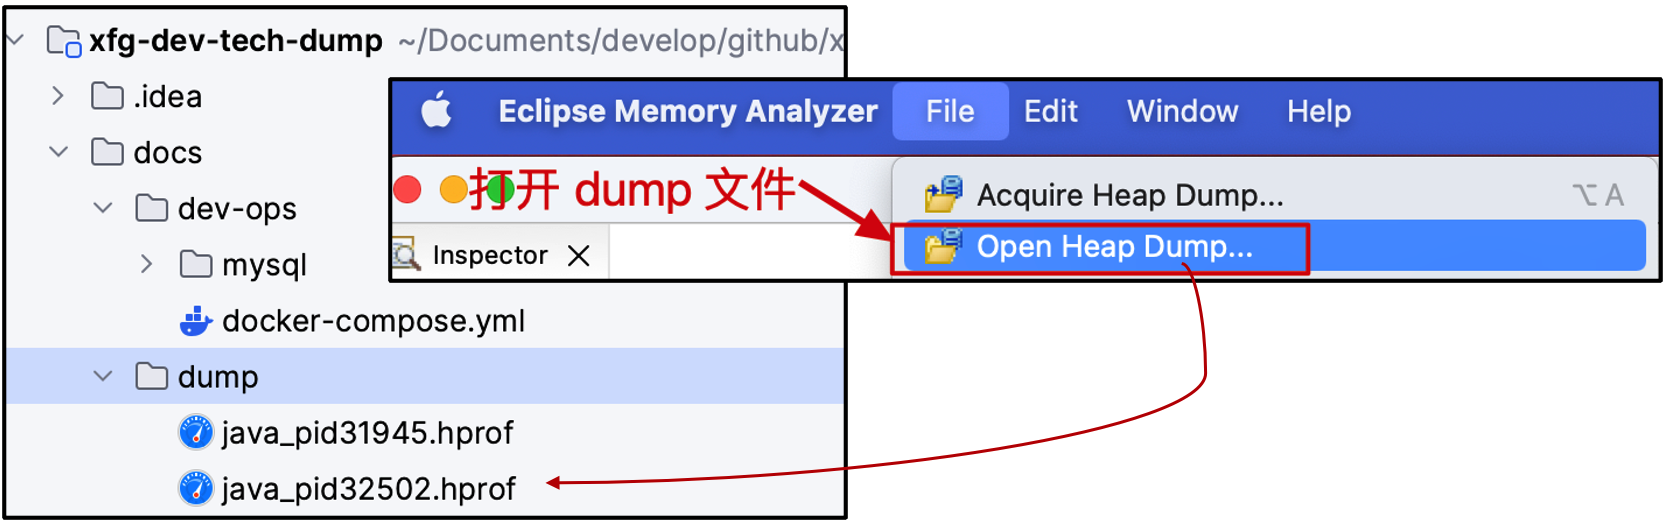 xfg-dev-tech-dump ~/Documents/develop/github/x
.idea
docs
dev-ops
mysql
docker-compose.yml
dump
java_pid31945.hprof
java_pid32502.hprof
Eclipse Memory Analyzer File Edit Window Help
打开 dump 文件
Acquire Heap Dump... ⌥ A
Open Heap Dump...
Inspector